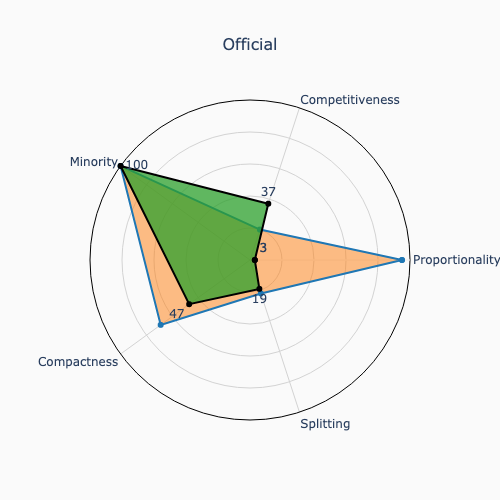 Official
Competitiveness
Minority
100
37
3
Proportionality
19
47
Compactness
Splitting